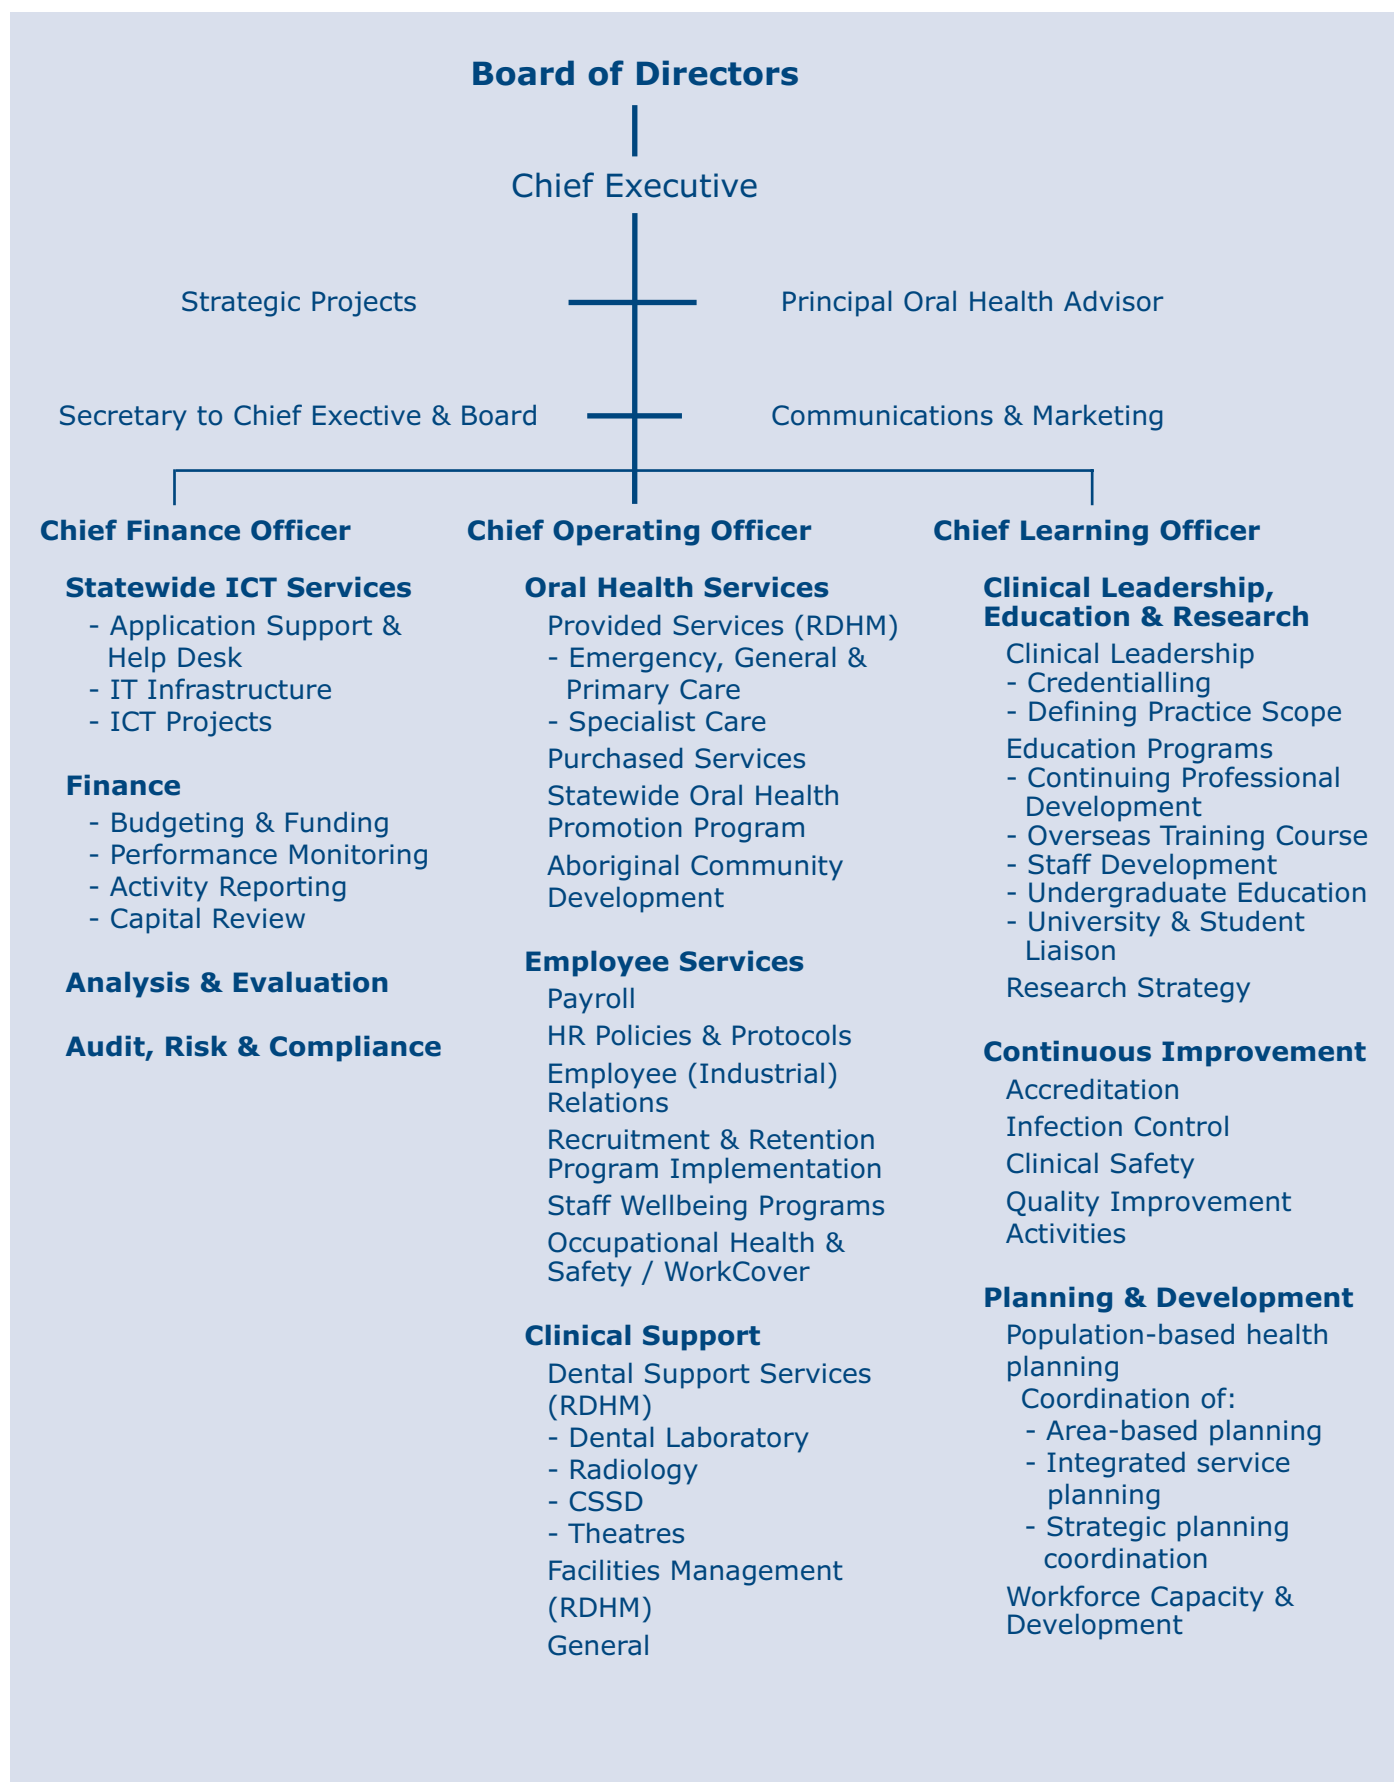 Board of Directors
Chief Executive
Strategic Projects
Principal Oral Health Advisor
Secretary to Chief Exective & Board
Communications & Marketing
Chief Finance Officer
Statewide ICT Services
- Application Support &
Help Desk
- IT Infrastructure
- ICT Projects
Finance
- Budgeting & Funding
- Performance Monitoring
- Activity Reporting
- Capital Review
Analysis & Evaluation
Audit, Risk & Compliance
Chief Operating Officer
Oral Health Services
Provided Services (RDHM)
- Emergency, General &
Primary Care
- Specialist Care
Purchased Services
Statewide Oral Health
Promotion Program
Aboriginal Community
Development
Employee Services
Payroll
HR Policies & Protocols
Employee (Industrial)
Relations
Recruitment & Retention
Program Implementation
Staff Wellbeing Programs
Occupational Health &
Safety / WorkCover
Clinical Support
Dental Support Services
(RDHM)
- Dental Laboratory
- Radiology
- CSSD
- Theatres
Facilities Management
(RDHM)
General
Chief Learning Officer
Clinical Leadership,
Education & Research
Clinical Leadership
- Credentialling
- Defining Practice Scope
Education Programs
- Continuing Professional
Development
- Overseas Training Course
- Staff Development
- Undergraduate Education
- University & Student
Liaison
Research Strategy
Continuous Improvement
Accreditation
Infection Control
Clinical Safety
Quality Improvement
Activities
Planning & Development
Population-based health
planning
Coordination of:
- Area-based planning
- Integrated service
planning
- Strategic planning
coordination
Workforce Capacity &
Development